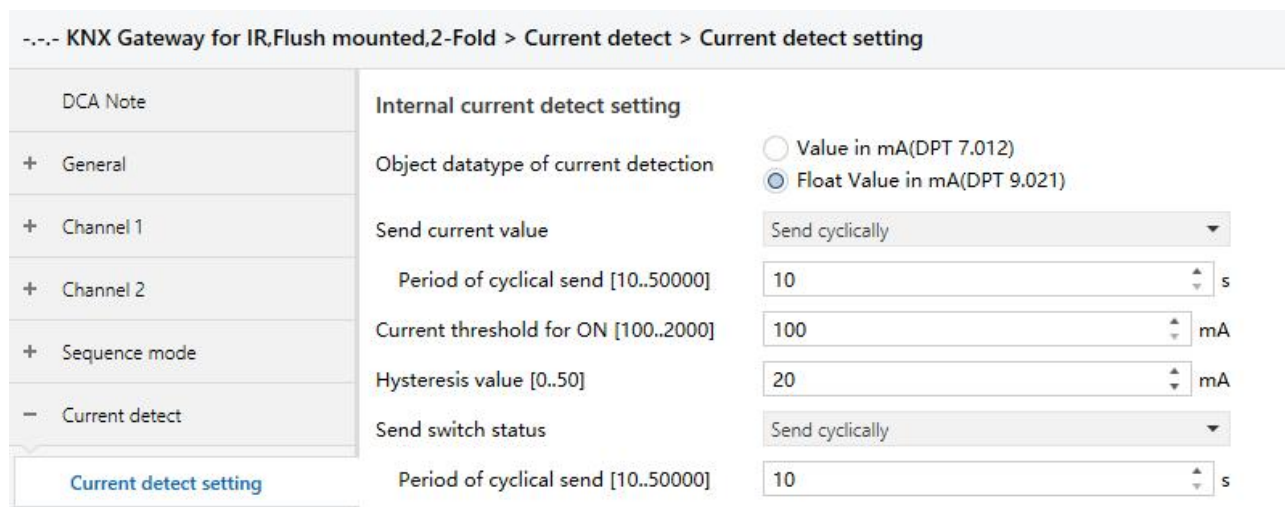 -.-.- KNX Gateway for IR,Flush mounted,2-Fold > Current detect > Current detect setting
DCA Note
+ General
+ Channel 1
+ Channel 2
+ Sequence mode
− Current detect
Current detect setting
Internal current detect setting
Object datatype of current detection
Value in mA(DPT 7.012)
Float Value in mA(DPT 9.021)
Send current value
Send cyclically
Period of cyclical send [10..50000]
10
s
Current threshold for ON [100..2000]
100
mA
Hysteresis value [0..50]
20
mA
Send switch status
Send cyclically
Period of cyclical send [10..50000]
10
s